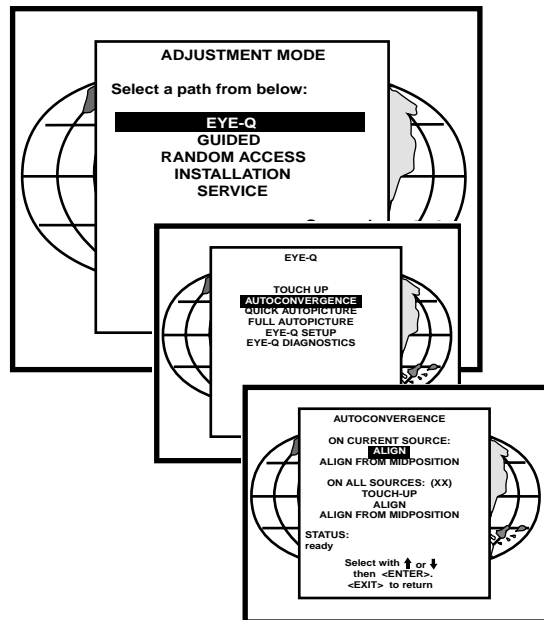 ADJUSTMENT MODE
Select a path from below:
EYE-Q
GUIDED
RANDOM ACCESS
INSTALLATION
SERVICE
EYE-Q
TOUCH UP
AUTOCONVERGENCE
QUICK AUTOPICTURE
FULL AUTOPICTURE
EYE-Q SETUP
EYE-Q DIAGNOSTICS
AUTOCONVERGENCE
ON CURRENT SOURCE:
ALIGN
ALIGN FROM MIDPOSITION
ON ALL SOURCES: (XX)
TOUCH-UP
ALIGN
ALIGN FROM MIDPOSITION
STATUS:
ready
Select with ↑ or ↓
then <ENTER>.
<EXIT> to return